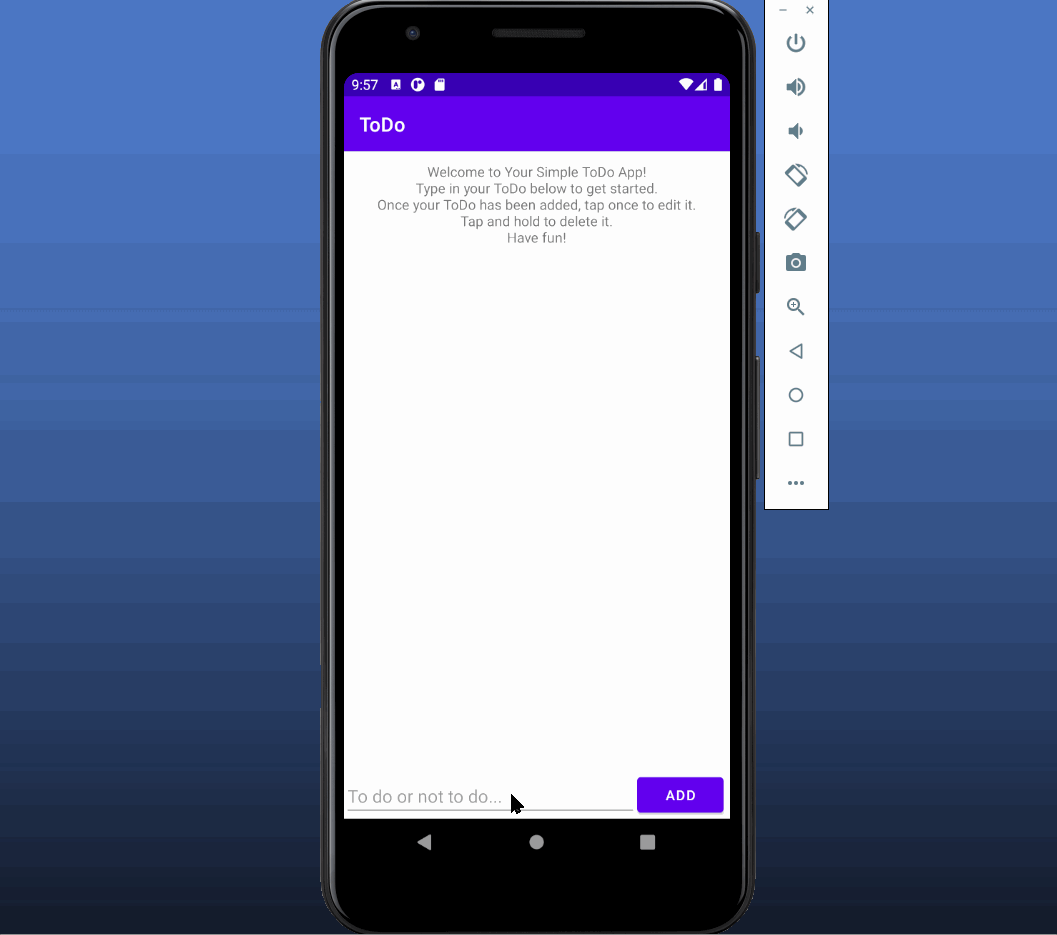 9:57
ToDo
Welcome to Your Simple ToDo App!
Type in your ToDo below to get started.
Once your ToDo has been added, tap once to edit it.
Tap and hold to delete it.
Have fun!
To do or not to do...
ADD